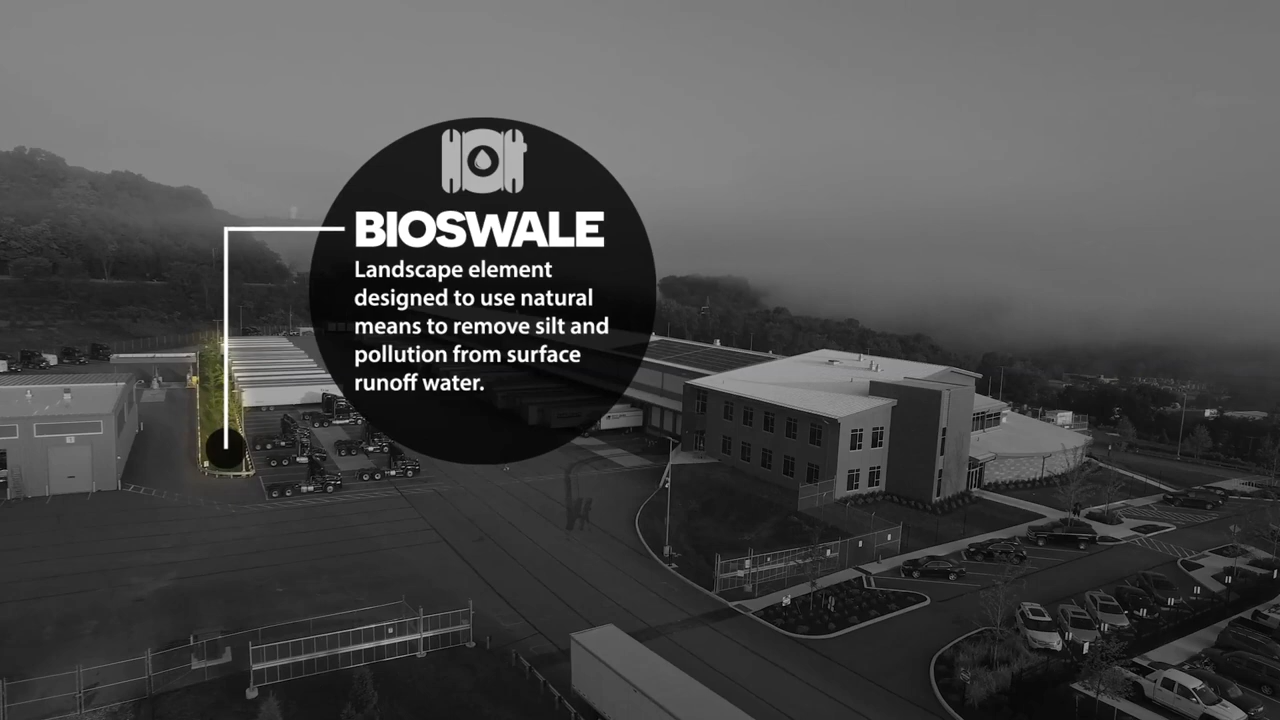 BIOSWALE
Landscape element
designed to use natural
means to remove silt and
pollution from surface
runoff water.